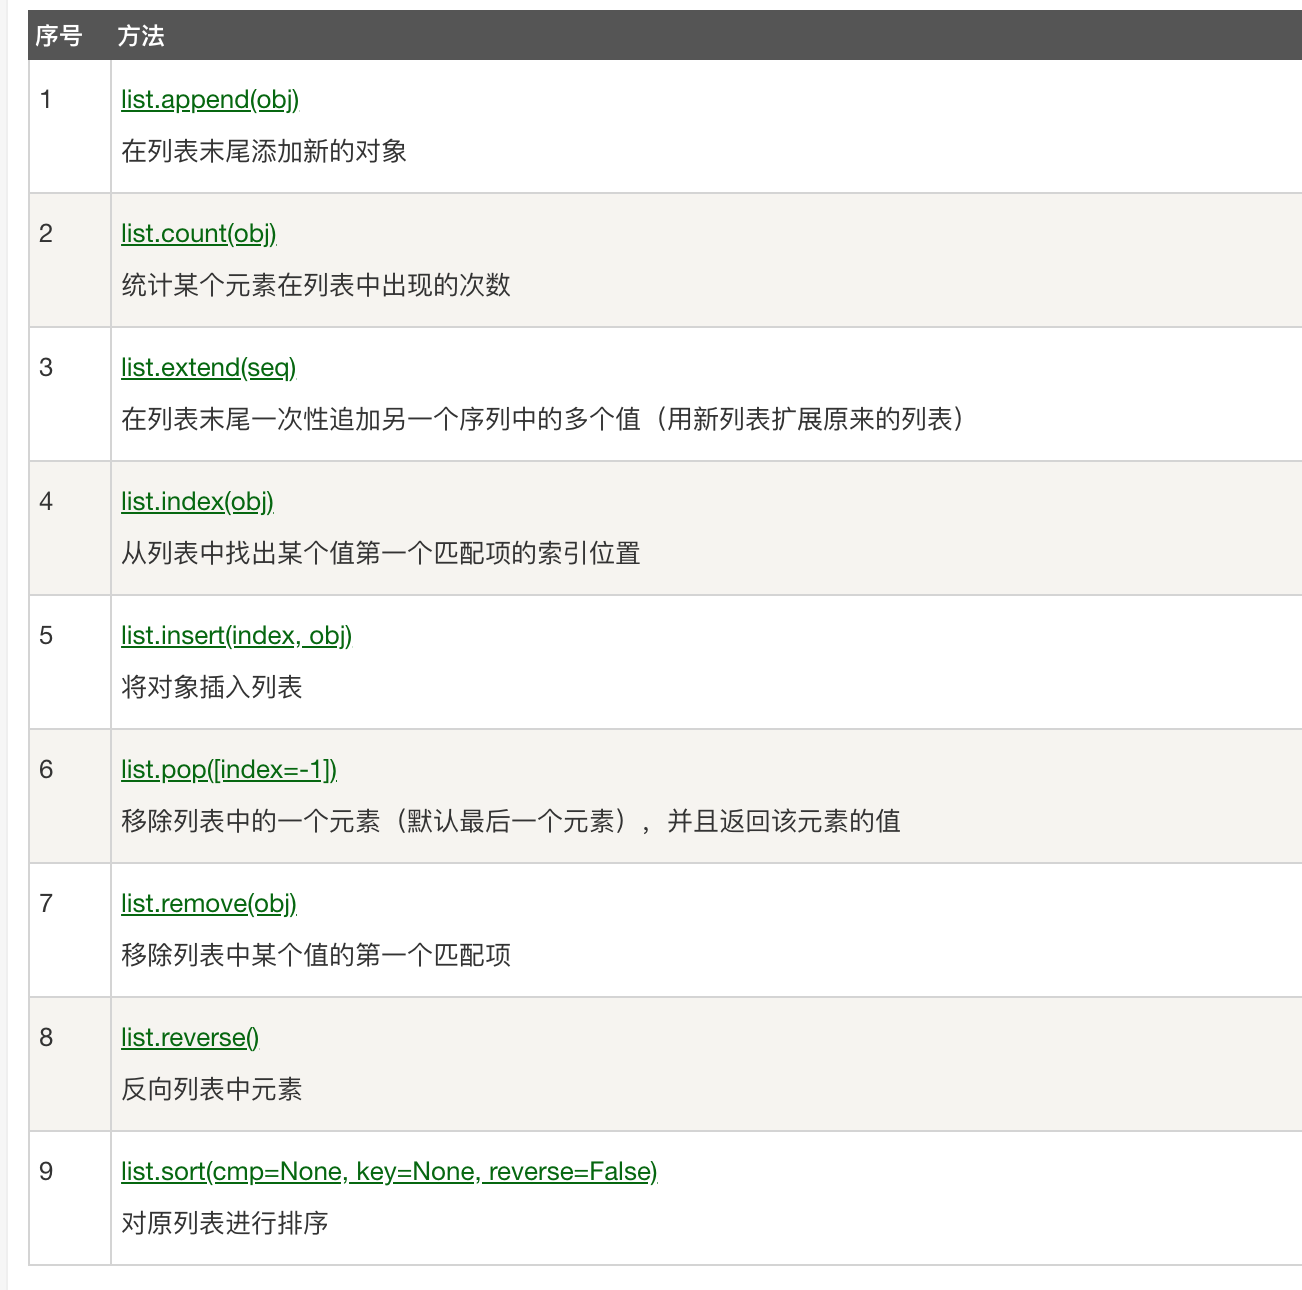 序号 方法
1 list.append(obj)
在列表末尾添加新的对象
2 list.count(obj)
统计某个元素在列表中出现的次数
3 list.extend(seq)
在列表末尾一次性追加另一个序列中的多个值（用新列表扩展原来的列表）
4 list.index(obj)
从列表中找出某个值第一个匹配项的索引位置
5 list.insert(index, obj)
将对象插入列表
6 list.pop([index=-1])
移除列表中的一个元素（默认最后一个元素），并且返回该元素的值
7 list.remove(obj)
移除列表中某个值的第一个匹配项
8 list.reverse()
反向列表中元素
9 list.sort(cmp=None, key=None, reverse=False)
对原列表进行排序